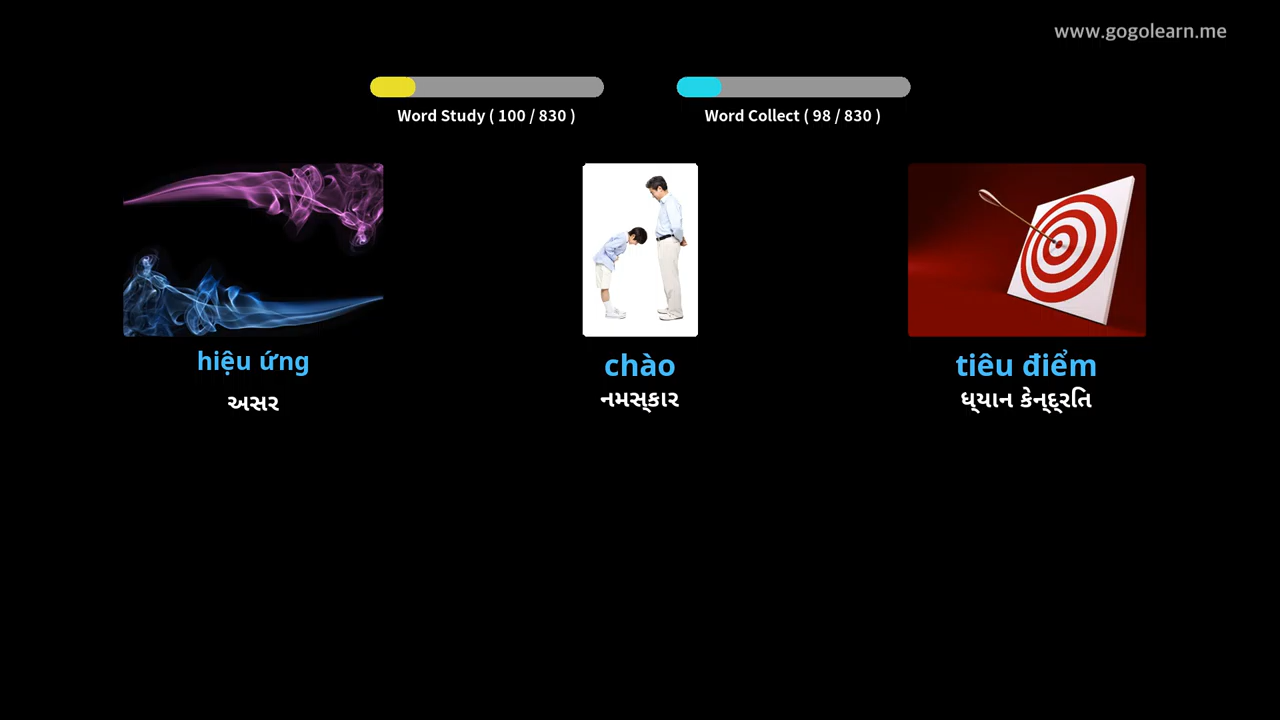 www.gogolearn.me
Word Study ( 100 / 830 )
Word Collect ( 98 / 830 )
hiệu ứng
chào
tiêu điểm
અસર
નમસ્કાર
ધ્યાન કેન્દ્રતિ